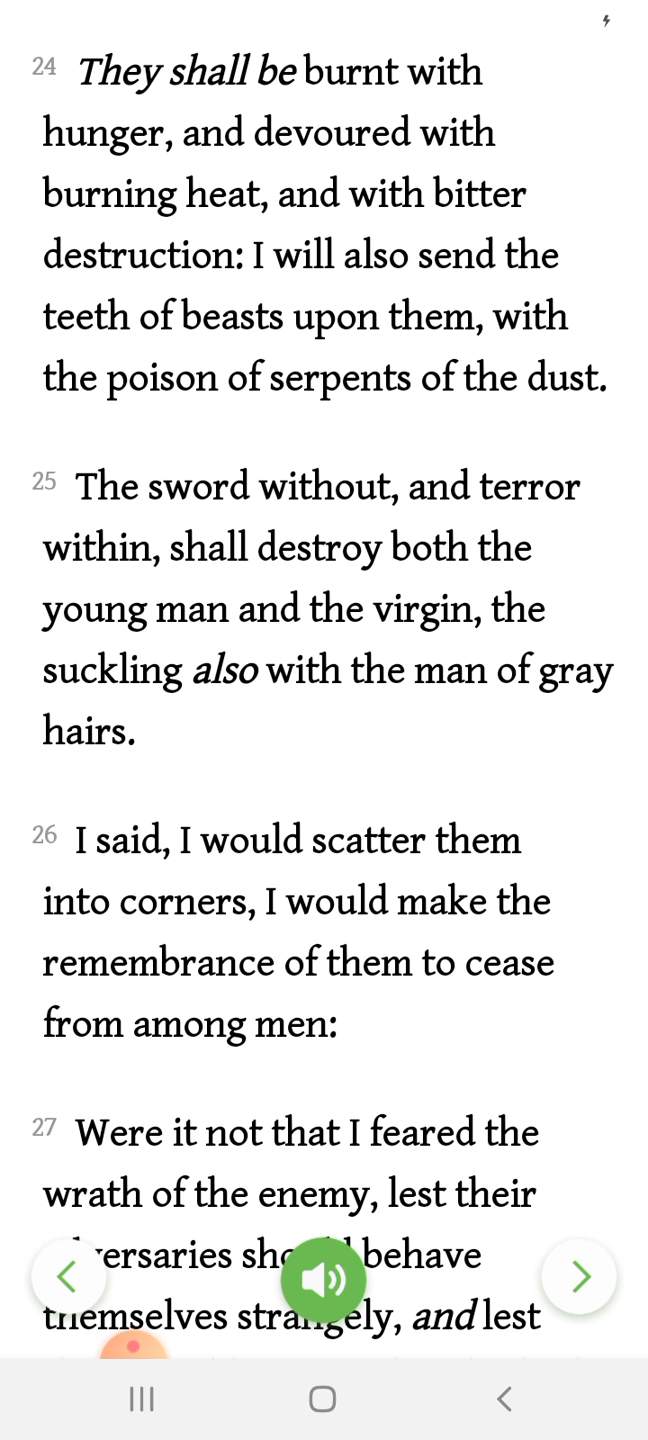 24 They shall be burnt with
hunger, and devoured with
burning heat, and with bitter
destruction: I will also send the
teeth of beasts upon them, with
the poison of serpents of the dust.
25 The sword without, and terror
within, shall destroy both the
young man and the virgin, the
suckling also with the man of gray
hairs.
26 I said, I would scatter them
into corners, I would make the
remembrance of them to cease
from among men:
27 Were it not that I feared the
wrath of the enemy, lest their
behave
themselves strangely, and lest